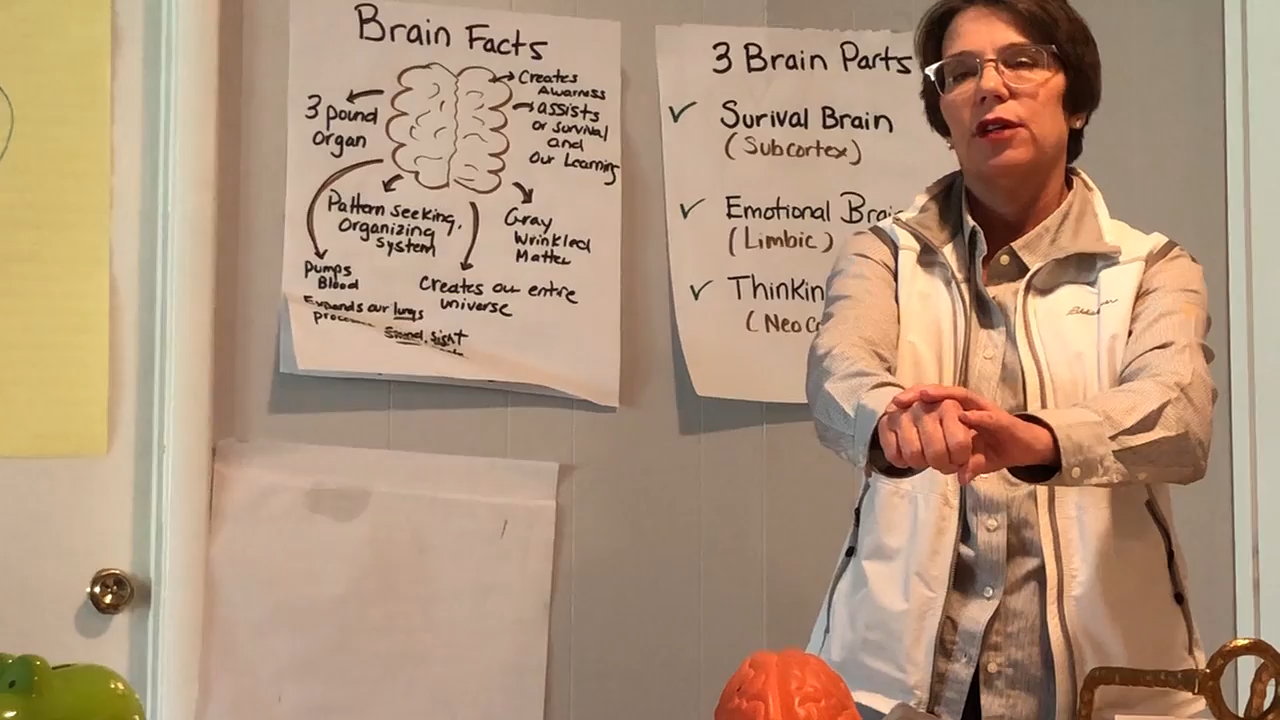 Brain Facts
3 pound
organ
Creates
Awarness
assists
or survival
and
our Learning
Pattern seeking,
Organizing
system
Gray
Wrinkled
Matter
Pumps
Blood
Creates our entire
universe
Expands our lungs
Sound, sight
3 Brain Parts
✓ Surival Brain
(Subcortex)
✓ Emotional Brai
(Limbic)
✓ Thinkin
(Neo Co